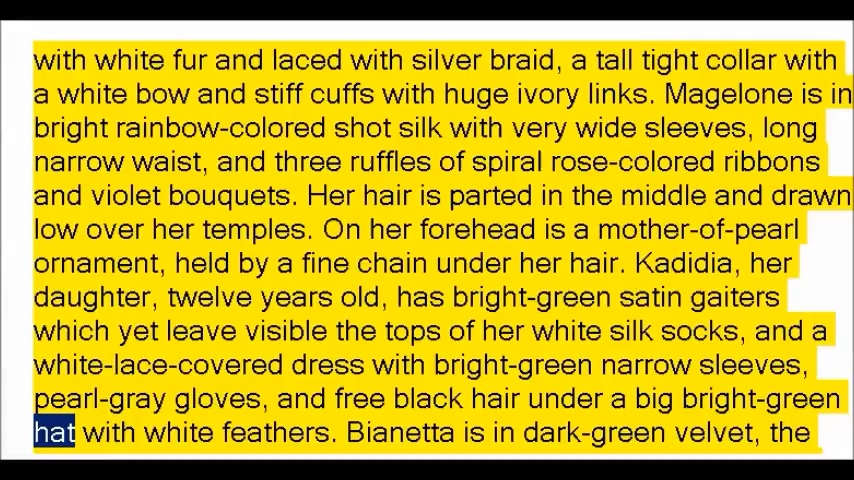 with white fur and laced with silver braid, a tall tight collar with
a white bow and stiff cuffs with huge ivory links. Magelone is in
bright rainbow-colored shot silk with very wide sleeves, long
narrow waist, and three ruffles of spiral rose-colored ribbons
and violet bouquets. Her hair is parted in the middle and drawn
low over her temples. On her forehead is a mother-of-pearl
ornament, held by a fine chain under her hair. Kadidia, her
daughter, twelve years old, has bright-green satin gaiters
which yet leave visible the tops of her white silk socks, and a
white-lace-covered dress with bright-green narrow sleeves,
pearl-gray gloves, and free black hair under a big bright-green
hat with white feathers. Bianetta is in dark-green velvet, the